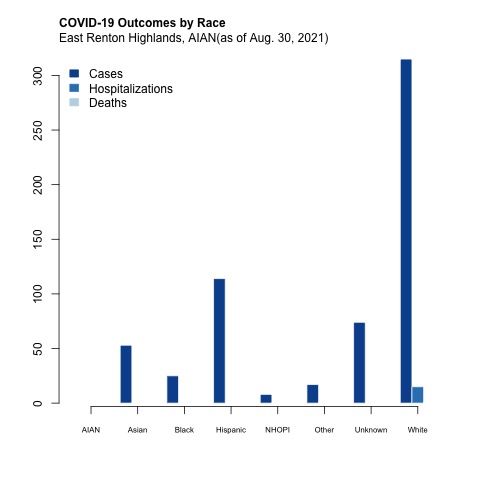 COVID-19 Outcomes by Race
East Renton Highlands, AIAN(as of Aug. 30, 2021)
Cases
Hospitalizations
Deaths
300
250
200
150
100
50
0
AIAN Asian Black Hispanic NHOPI Other Unknown White